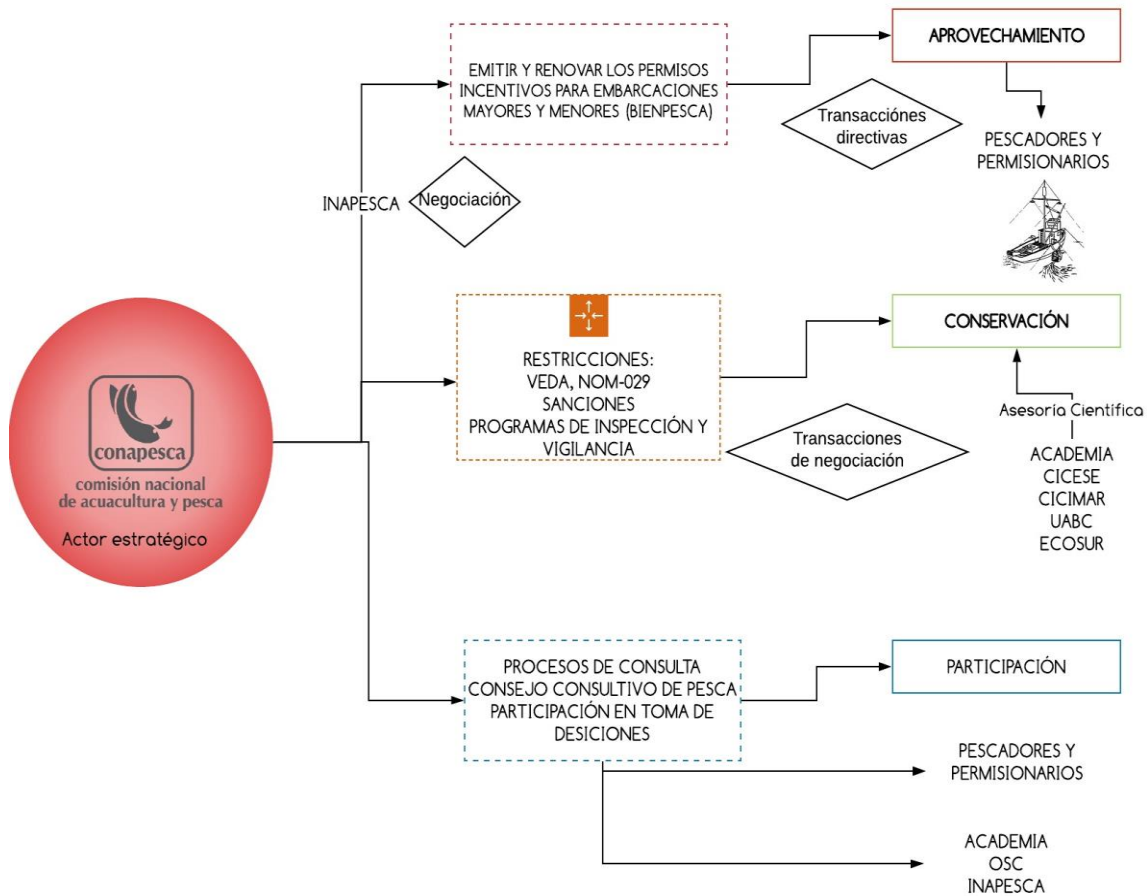 EMITIR Y RENOVAR LOS PERMISOS
INCENTIVOS PARA EMBARCACIONES
MAYORES Y MENORES (BIENPESCA)
APROVECHAMIENTO
Transacciónes
directivas
PESCADORES Y
PERMISIONARIOS
INAPESCA
Negociación
RESTRICCIONES:
VEDA, NOM-029
SANCIONES
PROGRAMAS DE INSPECCIÓN Y
VIGILANCIA
CONSERVACIÓN
Transacciones
de negociación
Asesoría Científica
ACADEMIA
CICESE
CICIMAR
UABC
ECOSUR
conapesca
comisión nacional
de acuacultura y pesca
Actor estratégico
PROCESOS DE CONSULTA
CONSEJO CONSULTIVO DE PESCA
PARTICIPACIÓN EN TOMA DE
DESICIONES
PARTICIPACIÓN
PESCADORES Y
PERMISIONARIOS
ACADEMIA
OSC
INAPESCA